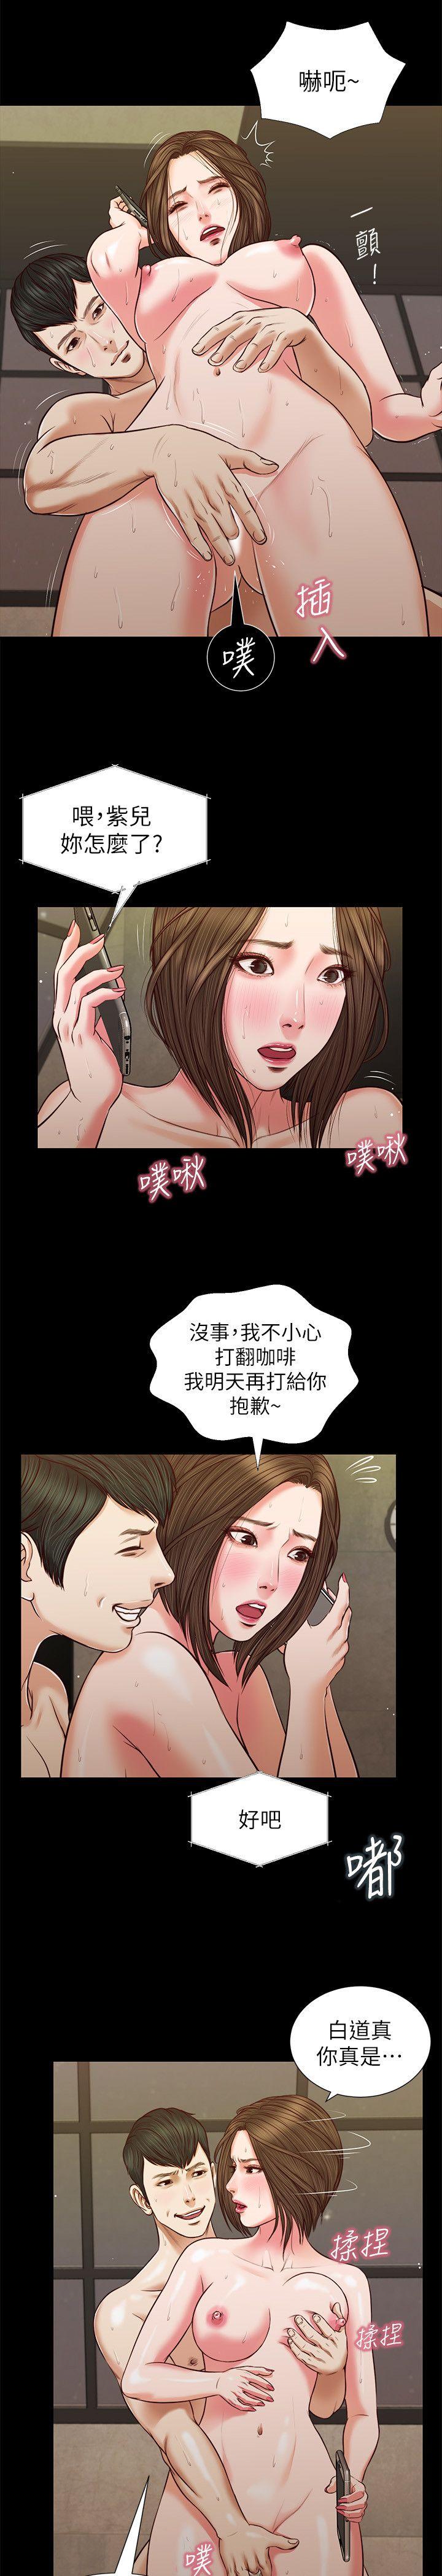 嚇呃~
一顫!
插入
噗
喂,紫兒
妳怎麼了?
噗啾
噗啾
沒事,我不小心
打翻咖啡
我明天再打給你
抱歉~
好吧
嘟
白道真
你真是…
揉捏
揉捏
噗